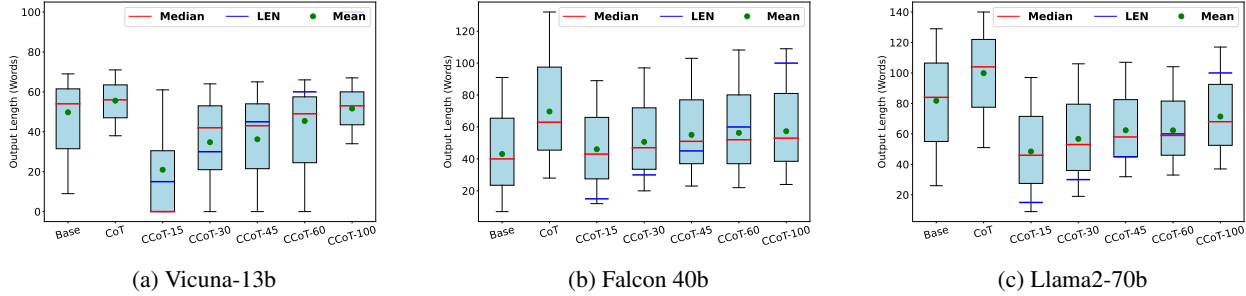 Median LEN Mean
Output Length (Words)
100
80
60
40
20
0
Base CoT CCoT-15 CCoT-30 CCoT-45 CCoT-60 CCoT-100
(a) Vicuna-13b
Median LEN Mean
Output Length (Words)
120
100
80
60
40
20
Base CoT CCoT-15 CCoT-30 CCoT-45 CCoT-60 CCoT-100
(b) Falcon 40b
Median LEN Mean
Output Length (Words)
140
120
100
80
60
40
20
Base CoT CCoT-15 CCoT-30 CCoT-45 CCoT-60 CCoT-100
(c) Llama2-70b